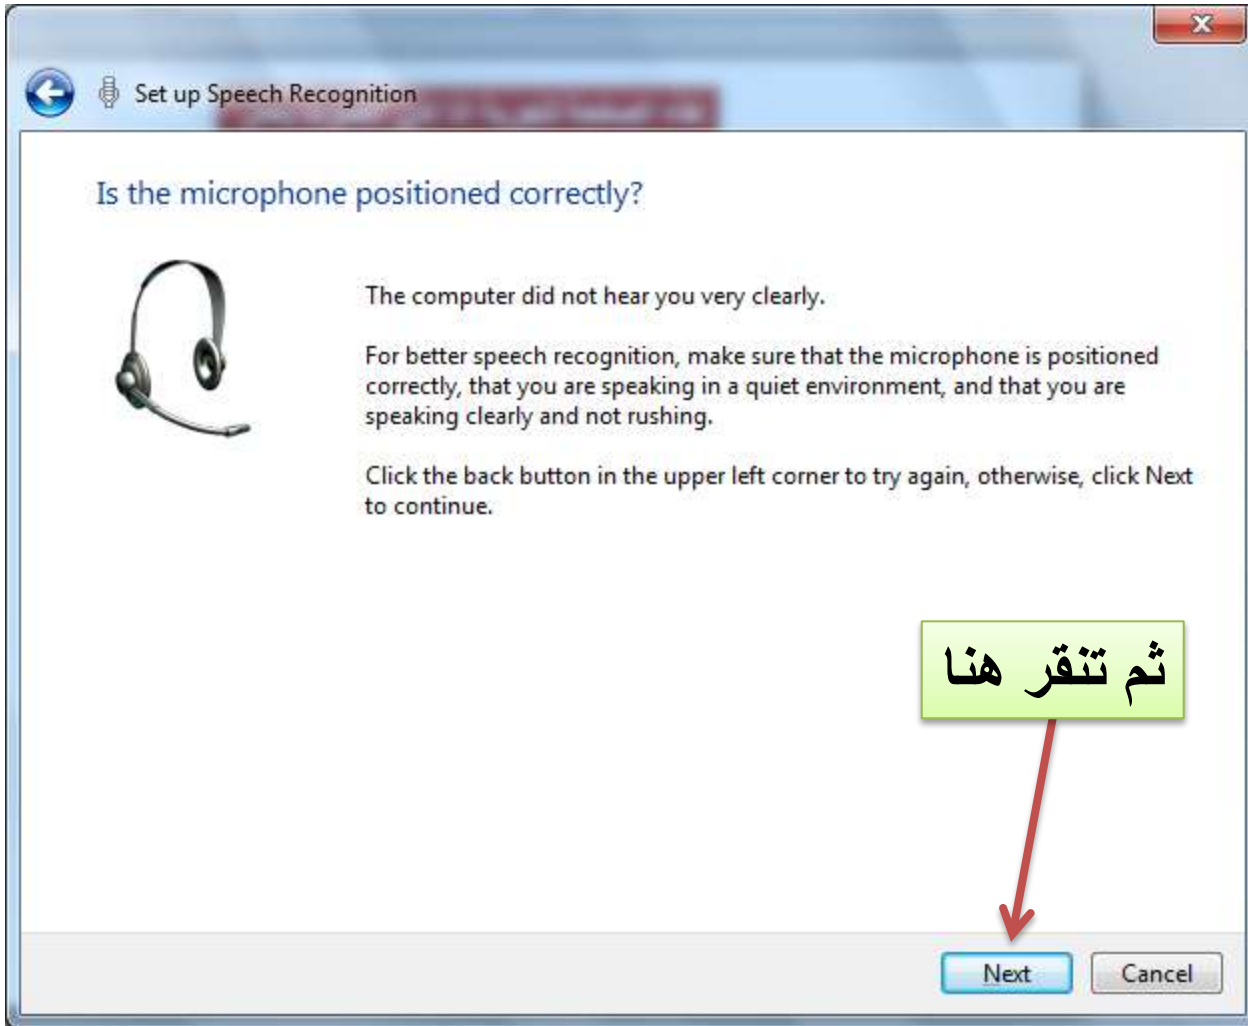 Set up Speech Recognition
Is the microphone positioned correctly?
The computer did not hear you very clearly.
For better speech recognition, make sure that the microphone is positioned
correctly, that you are speaking in a quiet environment, and that you are
speaking clearly and not rushing.
Click the back button in the upper left corner to try again, otherwise, click Next
to continue.
ثم تنقر هنا
Next
Cancel